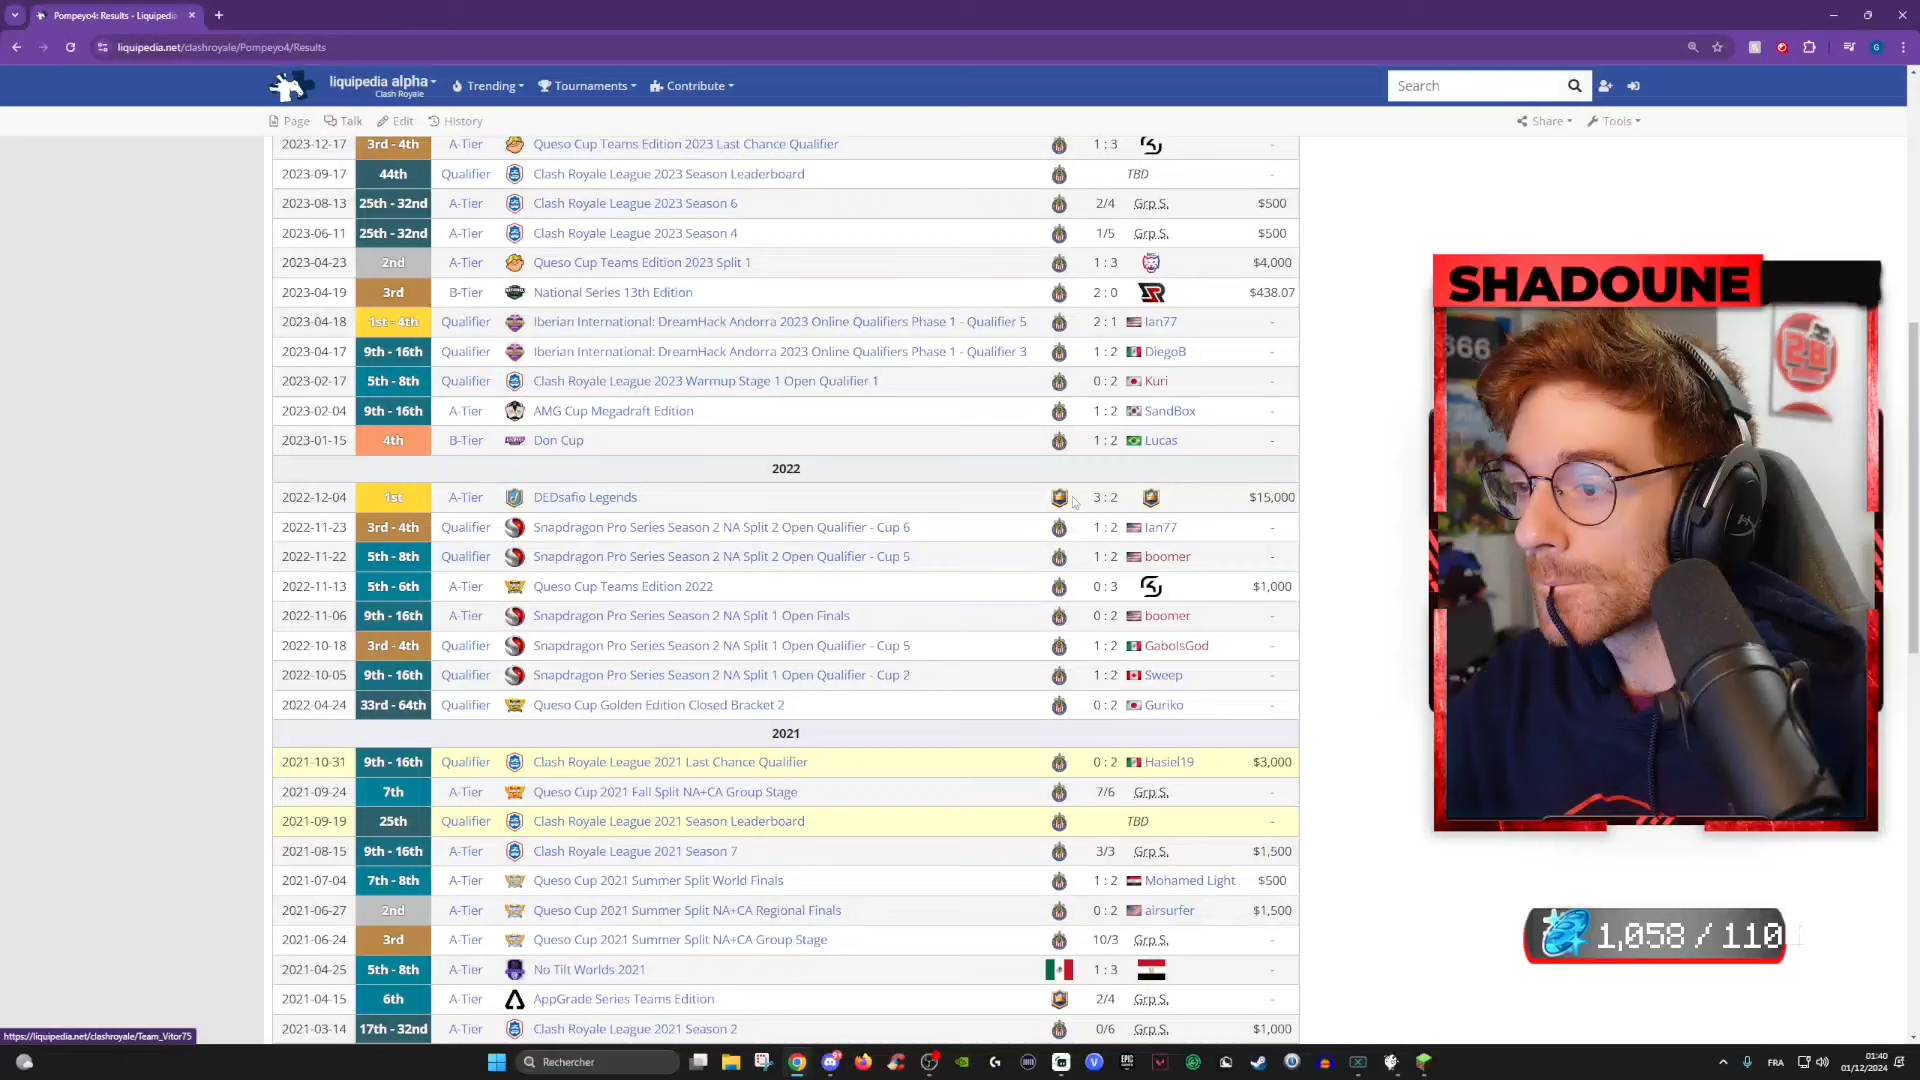 Pompeyo4: Results - Liquipedia
liquipedia.net/clashroyale/Pompeyo4/Results
liquipedia alpha
Clash Royale
Trending
Tournaments
Contribute
Search
Page Talk Edit History
Share Tools
2023-12-17 3rd - 4th A-Tier Queso Cup Teams Edition 2023 Last Chance Qualifier 1 : 3 -
2023-09-17 44th Qualifier Clash Royale League 2023 Season Leaderboard TBD -
2023-08-13 25th - 32nd A-Tier Clash Royale League 2023 Season 6 2/4 Grp S. $500
2023-06-11 25th - 32nd A-Tier Clash Royale League 2023 Season 4 1/5 Grp S. $500
2023-04-23 2nd A-Tier Queso Cup Teams Edition 2023 Split 1 1 : 3 $4,000
2023-04-19 3rd B-Tier National Series 13th Edition 2 : 0 $438.07
2023-04-18 1st - 4th Qualifier Iberian International: DreamHack Andorra 2023 Online Qualifiers Phase 1 - Qualifier 5 2 : 1 Ian77 -
2023-04-17 9th - 16th Qualifier Iberian International: DreamHack Andorra 2023 Online Qualifiers Phase 1 - Qualifier 3 1 : 2 DiegoB -
2023-02-17 5th - 8th Qualifier Clash Royale League 2023 Warmup Stage 1 Open Qualifier 1 0 : 2 Kuri -
2023-02-04 9th - 16th A-Tier AMG Cup Megadraft Edition 1 : 2 SandBox -
2023-01-15 4th B-Tier Don Cup 1 : 2 Lucas -
2022
2022-12-04 1st A-Tier DEDsafio Legends 3 : 2 $15,000
2022-11-23 3rd - 4th Qualifier Snapdragon Pro Series Season 2 NA Split 2 Open Qualifier - Cup 6 1 : 2 Ian77 -
2022-11-22 5th - 8th Qualifier Snapdragon Pro Series Season 2 NA Split 2 Open Qualifier - Cup 5 1 : 2 boomer -
2022-11-13 5th - 6th A-Tier Queso Cup Teams Edition 2022 0 : 3 $1,000
2022-11-06 9th - 16th A-Tier Snapdragon Pro Series Season 2 NA Split 1 Open Finals 0 : 2 boomer -
2022-10-18 3rd - 4th Qualifier Snapdragon Pro Series Season 2 NA Split 1 Open Qualifier - Cup 5 1 : 2 GaboIsGod -
2022-10-05 9th - 16th Qualifier Snapdragon Pro Series Season 2 NA Split 1 Open Qualifier - Cup 2 1 : 2 Sweep -
2022-04-24 33rd - 64th Qualifier Queso Cup Golden Edition Closed Bracket 2 0 : 2 Guriko -
2021
2021-10-31 9th - 16th Qualifier Clash Royale League 2021 Last Chance Qualifier 0 : 2 Hasiel19 $3,000
2021-09-24 7th A-Tier Queso Cup 2021 Fall Split NA+CA Group Stage 7/6 Grp S. -
2021-09-19 25th Qualifier Clash Royale League 2021 Season Leaderboard TBD -
2021-08-15 9th - 16th A-Tier Clash Royale League 2021 Season 7 3/3 Grp S. $1,500
2021-07-04 7th - 8th A-Tier Queso Cup 2021 Summer Split World Finals 1 : 2 Mohamed Light $500
2021-06-27 2nd A-Tier Queso Cup 2021 Summer Split NA+CA Regional Finals 0 : 2 airsurfer $1,500
2021-06-24 3rd A-Tier Queso Cup 2021 Summer Split NA+CA Group Stage 10/3 Grp S. -
2021-04-25 5th - 8th A-Tier No Tilt Worlds 2021 1 : 3 -
2021-04-15 6th A-Tier AppGrade Series Teams Edition 2/4 Grp S. -
2021-03-14 17th - 32nd A-Tier Clash Royale League 2021 Season 2 0/6 Grp S. $1,000
SHADOUNE
666
28
1,058 / 110
https://liquipedia.net/clashroyale/Team_Vitor75
Rechercher
FRA
01:40
01/12/2024